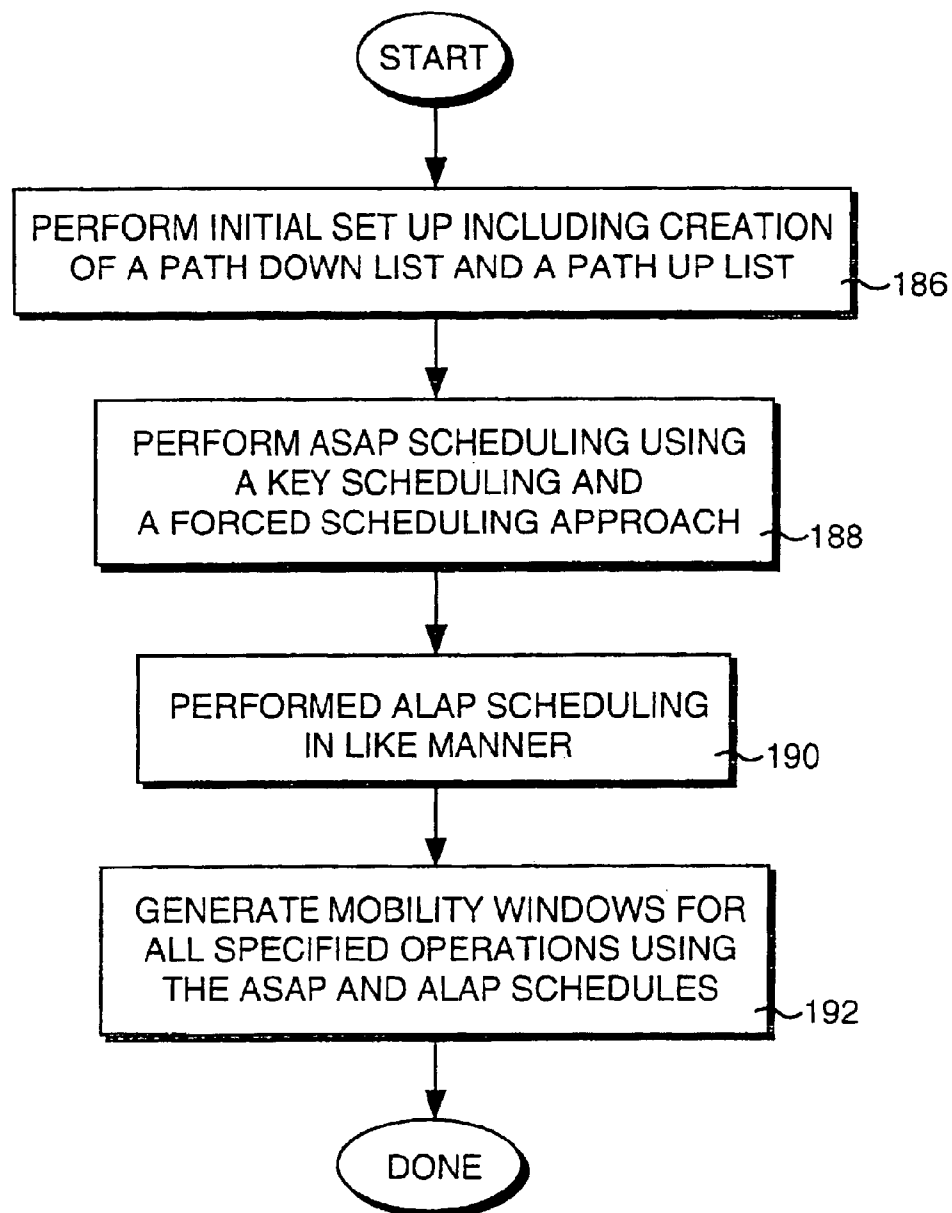 START
PERFORM INITIAL SET UP INCLUDING CREATION
OF A PATH DOWN LIST AND A PATH UP LIST
186
PERFORM ASAP SCHEDULING USING
A KEY SCHEDULING AND
A FORCED SCHEDULING APPROACH
188
PERFORMED ALAP SCHEDULING
IN LIKE MANNER
190
GENERATE MOBILITY WINDOWS FOR
ALL SPECIFIED OPERATIONS USING
THE ASAP AND ALAP SCHEDULES
192
DONE